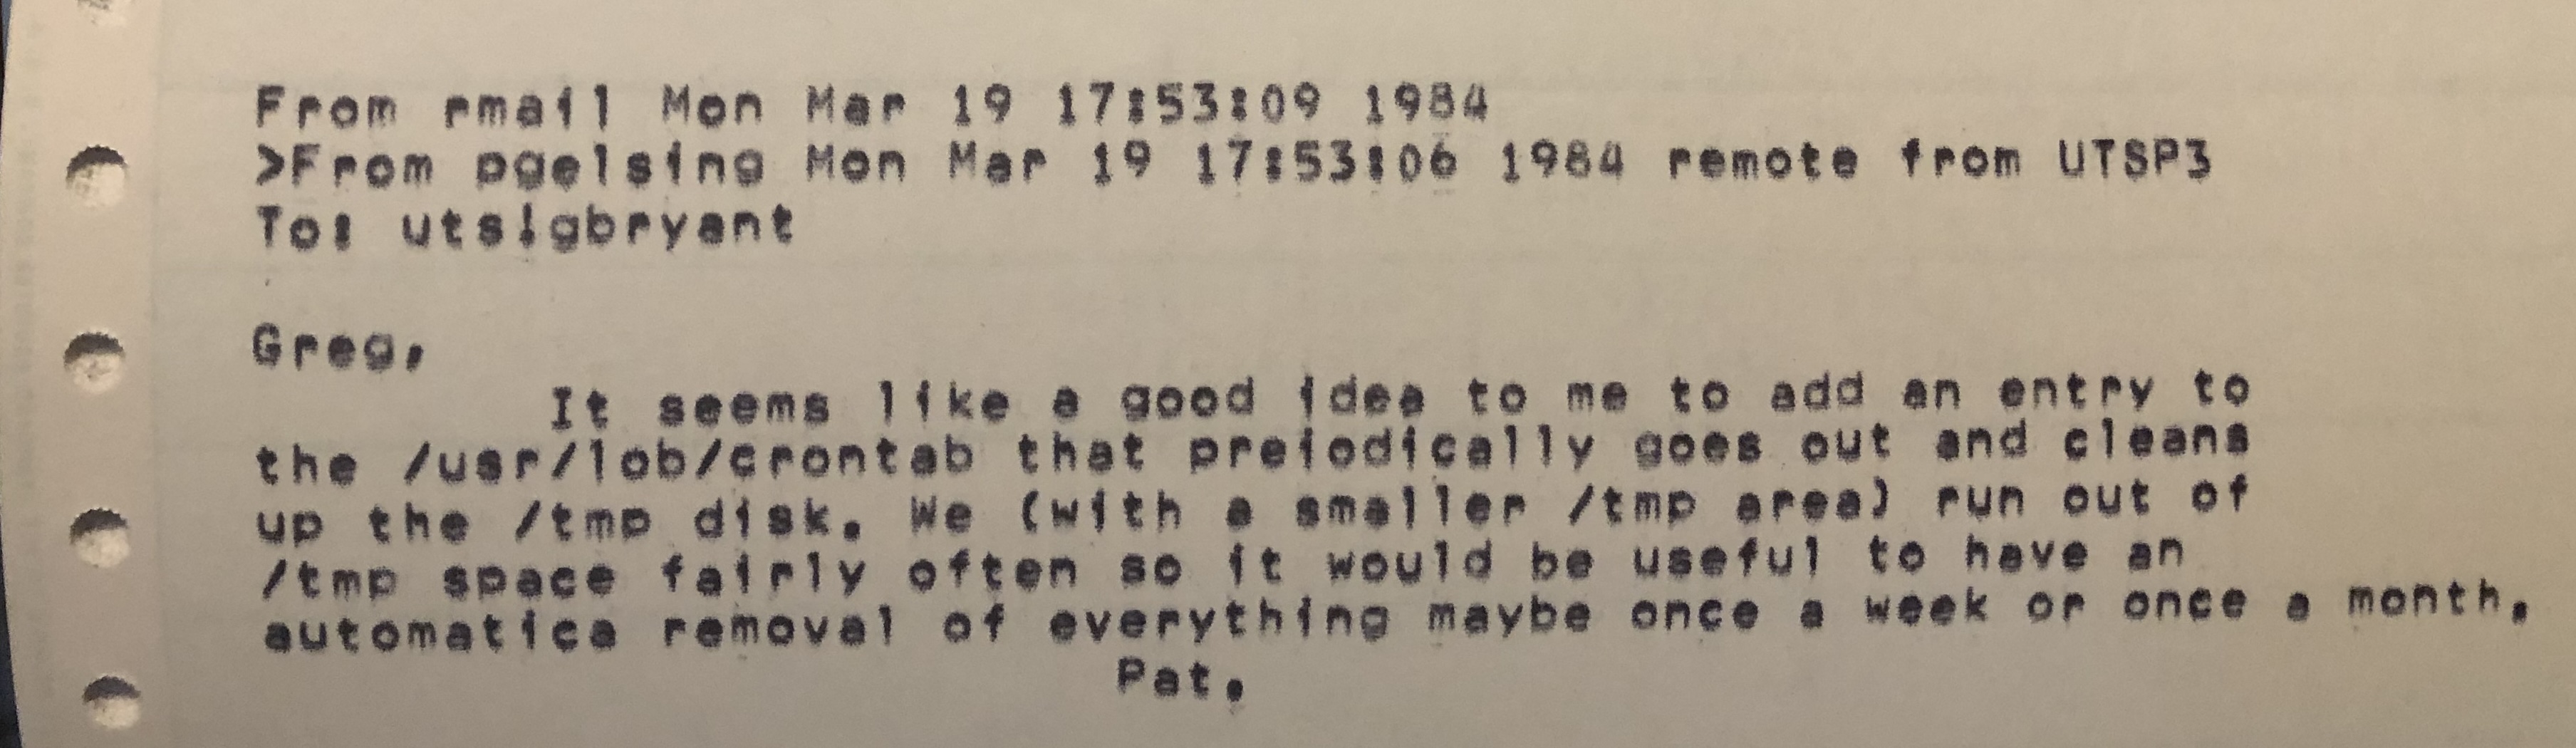 From rmail Mon Mar 19 17:53:09 1984
>From pgelsing Mon Mar 19 17:53:06 1984 remote from UTSP3
To: uts!gbryant
Greg,
It seems like a good idea to me to add an entry to
the /usr/lob/crontab that preiodically goes out and cleans
up the /tmp disk. We (with a smaller /tmp area) run out of
/tmp space fairly often so it would be useful to have an
automatica removal of everything maybe once a week or once a month.
Pat.